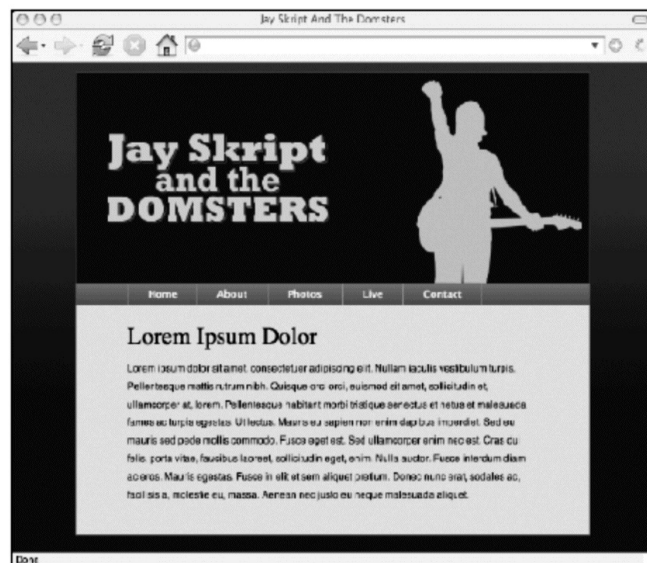 Jay Skript And The Domsters
Jay Skript
and the
DOMSTERS
Home About Photos Live Contact
Lorem Ipsum Dolor
Lorem ipsum dolor sit amet, consectetuer adipiscing elit. Nullam iaculis vestibulum turpis.
Pellentesque mattis rutrum nibh. Quisque orci orci, euismod sit amet, sollicitudin et,
ullamcorper at, lorem. Pellentesque habitant morbi tristique senectus et netus et malesuada
fames ac turpis egestas. Ut lectus. Mauris eu sapien non enim dapibus imperdiet. Sed eu
mauris sed pede mollis commodo. Fusce eget est. Sed ullamcorper enim nec est. Cras dui
felis, porta vitae, faucibus laoreet, sollicitudin eget, enim. Nulla auctor. Fusce interdum diam
ac eros. Mauris egestas. Fusce in elit et sem aliquet pretium. Donec nunc erat, sodales ac,
facilisis a, molestie eu, massa. Aenean nec justo eu neque malesuada aliquet.
Done